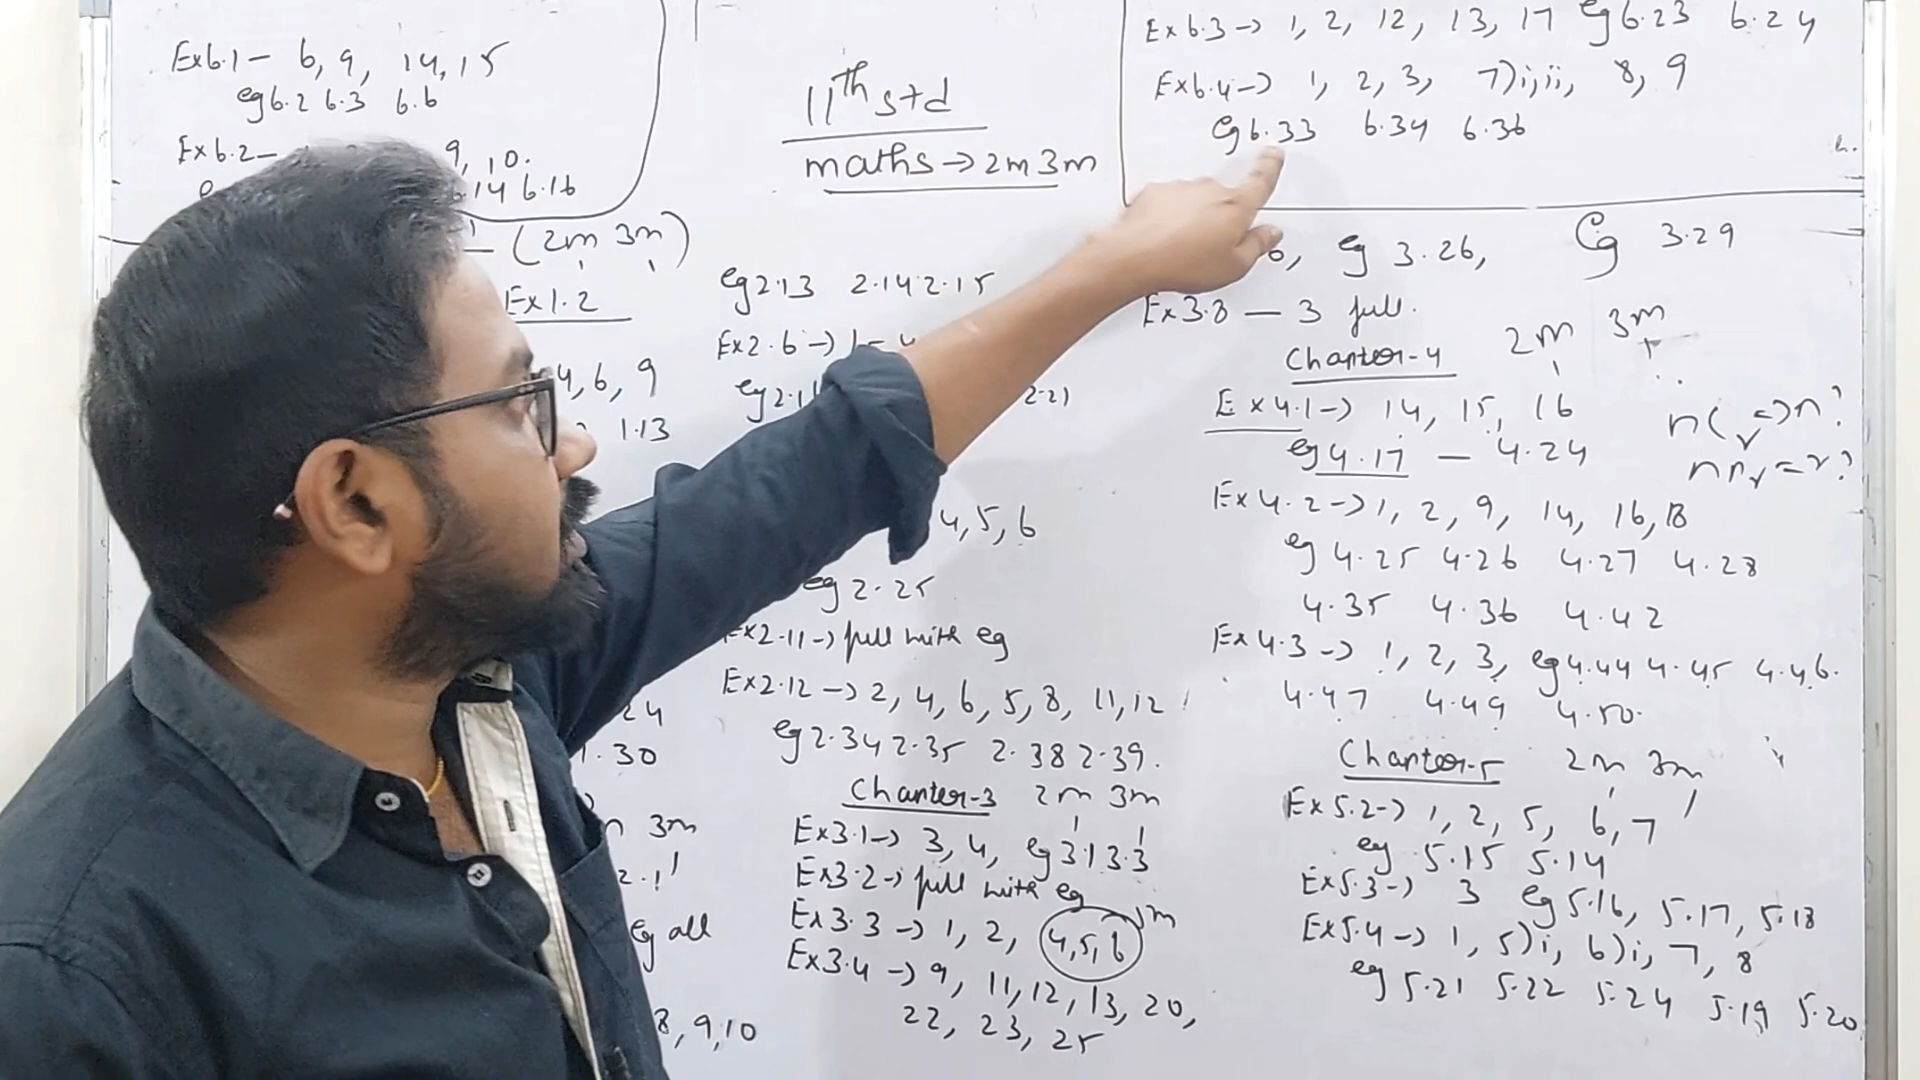 Ex6.1 - 6, 9, 14, 15
eg 6.2 6.3 6.6
Ex 6.2 -
9, 10.
6.14 6.16
11th std
maths → 2m 3m
Ex 6.3 → 1, 2, 12, 13, 17 eg 6.23 6.24
Ex 6.4 → 1, 2, 3, 7) i, ii, 8, 9
eg 6.33 6.34 6.36
- (2m 3m)
Ex 1.2
4, 6, 9
1.13
24
1.30
3m
2.1
eg all
8, 9, 10
eg 2.13 2.14 2.15
Ex 2.6 → 1 - 4
2.21
4, 5, 6
eg 2.25
Ex 2.11 → full with eg
Ex 2.12 → 2, 4, 6, 5, 8, 11, 12
eg 2.34 2.35 2.38 2.39.
Chapter-3 2m 3m
Ex 3.1 → 3, 4, eg 3.1 3.3
Ex 3.2 → full with eg
Ex 3.3 → 1, 2, 4, 5, 6
Ex 3.4 → 9, 11, 12, 13, 20,
22, 23, 25
6, eg 3.26, eg 3.29
Ex 3.8 — 3 full.
Chapter-4 2m 3m
Ex 4.1 → 14, 15, 16
eg 4.17 — 4.24
Ex 4.2 → 1, 2, 9, 14, 16, 18
eg 4.25 4.26 4.27 4.28
4.35 4.36 4.42
Ex 4.3 → 1, 2, 3, eg 4.44 4.45 4.46.
4.47 4.49 4.50.
Chapter-5 2m 3m
Ex 5.2 → 1, 2, 5, 6, 7
eg 5.15 5.14
Ex 5.3 → 3 eg 5.16, 5.17, 5.18
Ex 5.4 → 1, 5) i, 6) i, 7, 8
eg 5.21 5.22 5.24 5.19 5.20